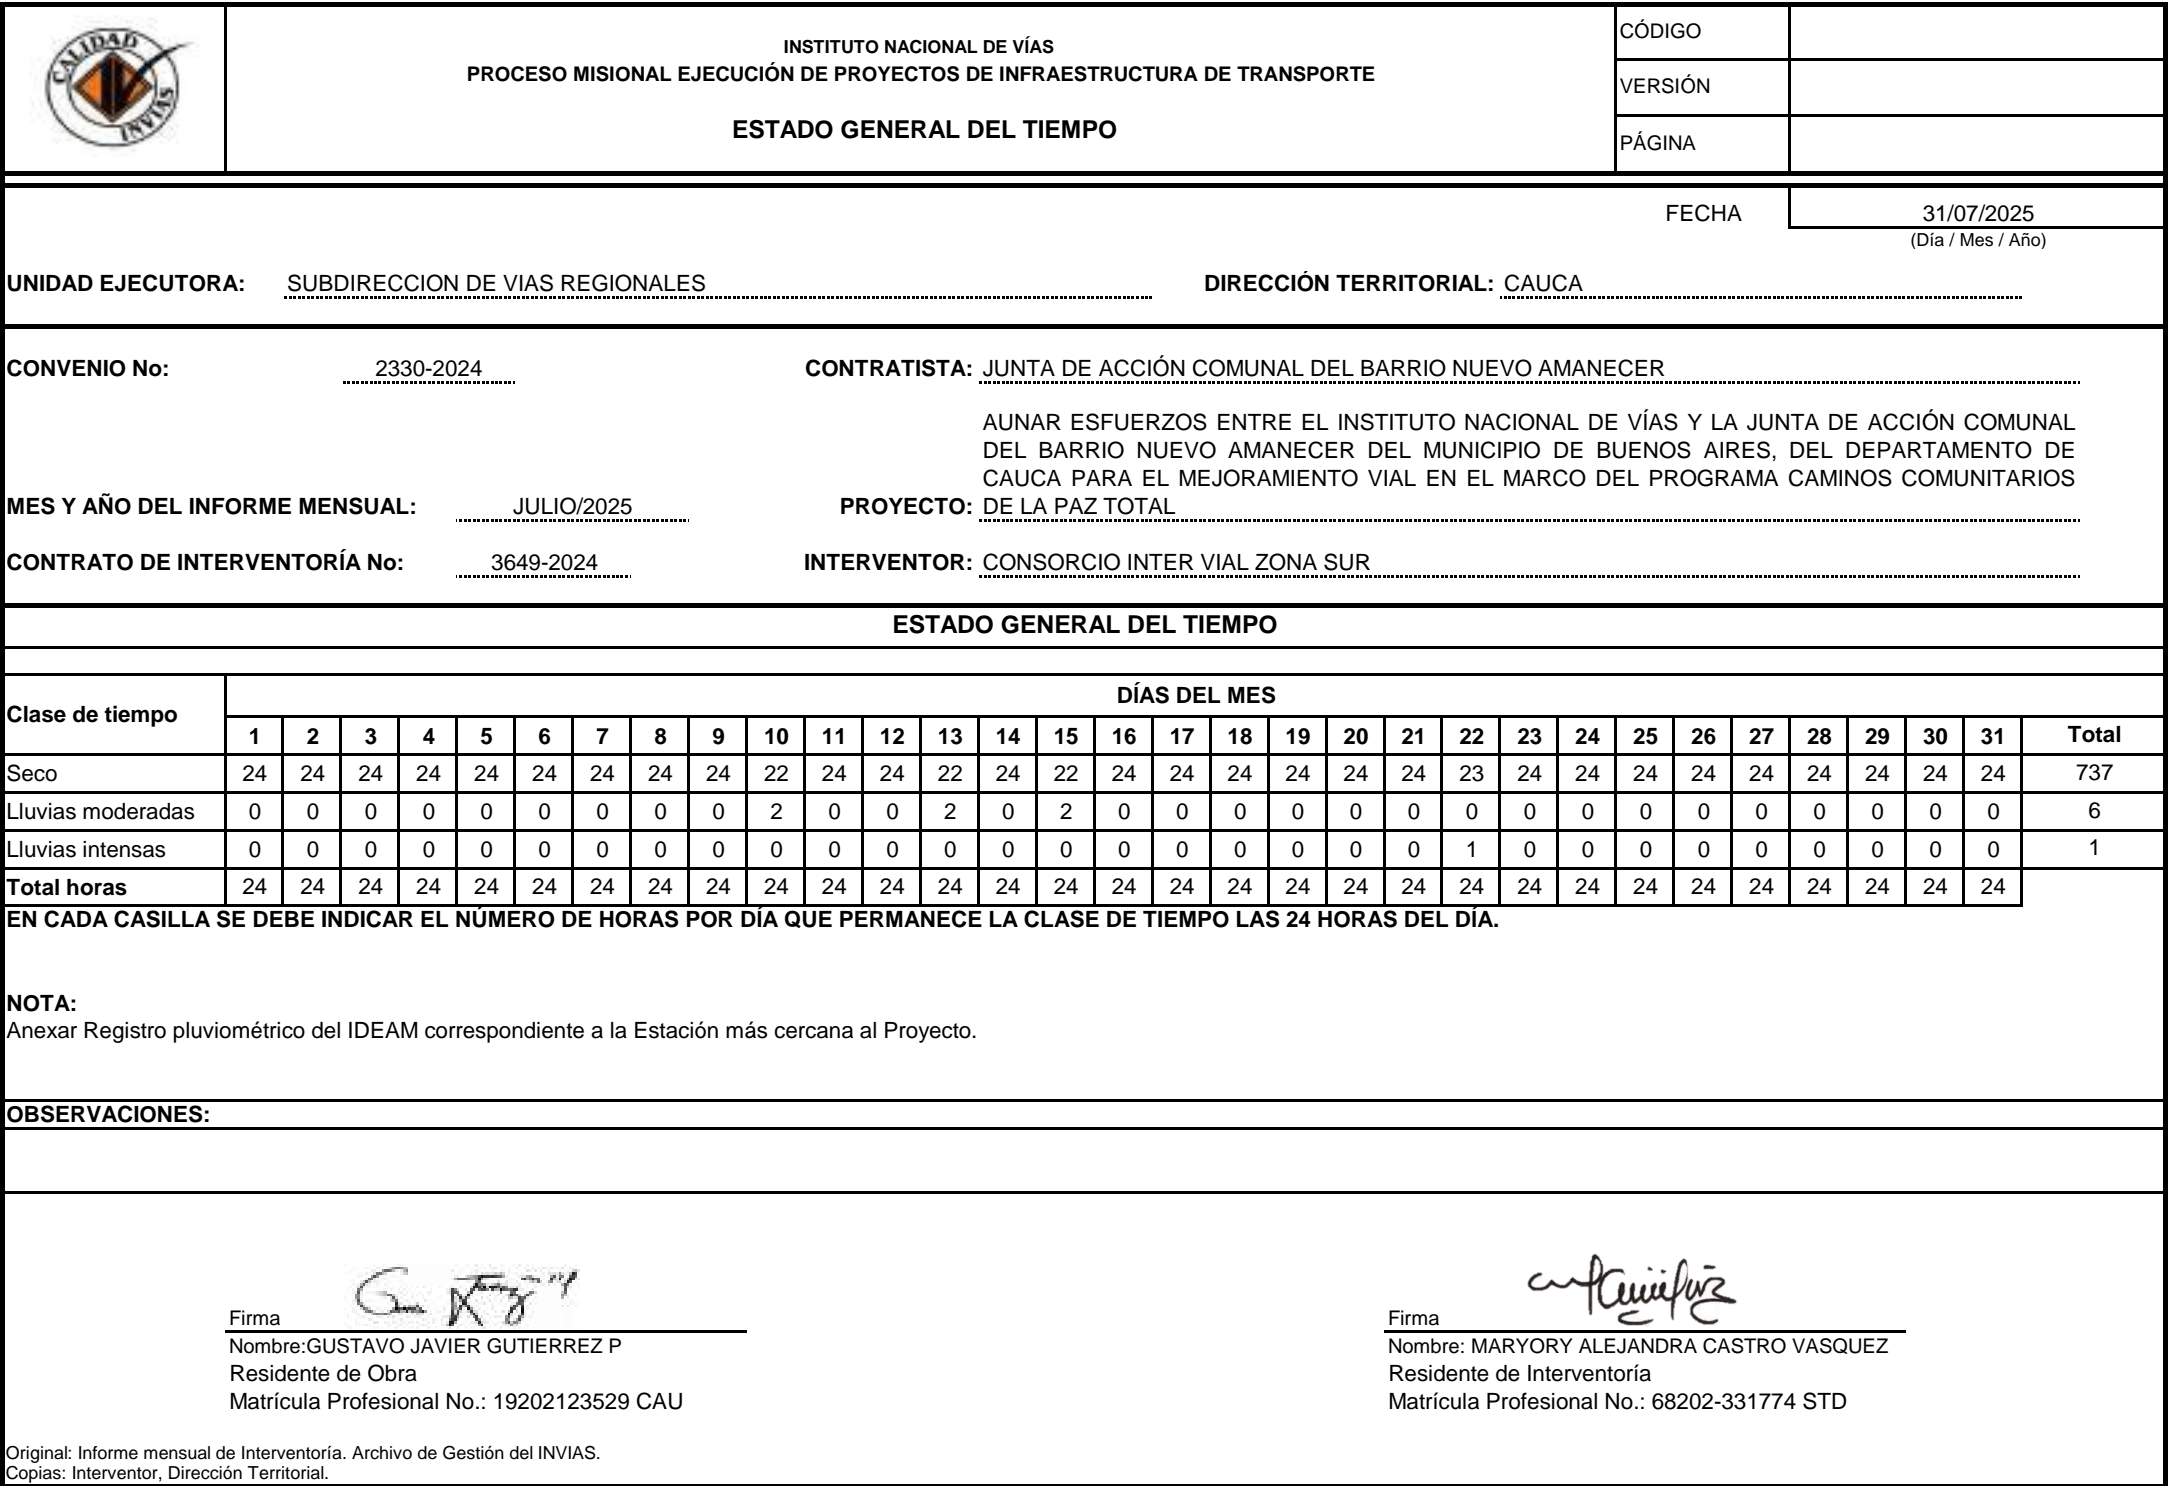 CALIDAD
INVIAS
INSTITUTO NACIONAL DE VÍAS
PROCESO MISIONAL EJECUCIÓN DE PROYECTOS DE INFRAESTRUCTURA DE TRANSPORTE
ESTADO GENERAL DEL TIEMPO
CÓDIGO
VERSIÓN
PÁGINA
FECHA 31/07/2025
(Día / Mes / Año)
UNIDAD EJECUTORA: SUBDIRECCION DE VIAS REGIONALES DIRECCIÓN TERRITORIAL: CAUCA
CONVENIO No: 2330-2024 CONTRATISTA: JUNTA DE ACCIÓN COMUNAL DEL BARRIO NUEVO AMANECER
AUNAR ESFUERZOS ENTRE EL INSTITUTO NACIONAL DE VÍAS Y LA JUNTA DE ACCIÓN COMUNAL
DEL BARRIO NUEVO AMANECER DEL MUNICIPIO DE BUENOS AIRES, DEL DEPARTAMENTO DE
CAUCA PARA EL MEJORAMIENTO VIAL EN EL MARCO DEL PROGRAMA CAMINOS COMUNITARIOS
MES Y AÑO DEL INFORME MENSUAL: JULIO/2025 PROYECTO: DE LA PAZ TOTAL
CONTRATO DE INTERVENTORÍA No: 3649-2024 INTERVENTOR: CONSORCIO INTER VIAL ZONA SUR
ESTADO GENERAL DEL TIEMPO
Clase de tiempo DÍAS DEL MES
1 2 3 4 5 6 7 8 9 10 11 12 13 14 15 16 17 18 19 20 21 22 23 24 25 26 27 28 29 30 31 Total
Seco 24 24 24 24 24 24 24 24 24 22 24 24 22 24 22 24 24 24 24 24 24 23 24 24 24 24 24 24 24 24 24 737
Lluvias moderadas 0 0 0 0 0 0 0 0 0 2 0 0 2 0 2 0 0 0 0 0 0 0 0 0 0 0 0 0 0 0 0 6
Lluvias intensas 0 0 0 0 0 0 0 0 0 0 0 0 0 0 0 0 0 0 0 0 0 1 0 0 0 0 0 0 0 0 0 1
Total horas 24 24 24 24 24 24 24 24 24 24 24 24 24 24 24 24 24 24 24 24 24 24 24 24 24 24 24 24 24 24 24
EN CADA CASILLA SE DEBE INDICAR EL NÚMERO DE HORAS POR DÍA QUE PERMANECE LA CLASE DE TIEMPO LAS 24 HORAS DEL DÍA.
NOTA:
Anexar Registro pluviométrico del IDEAM correspondiente a la Estación más cercana al Proyecto.
OBSERVACIONES:
Firma
Nombre:GUSTAVO JAVIER GUTIERREZ P
Residente de Obra
Matrícula Profesional No.: 19202123529 CAU
Firma
Nombre: MARYORY ALEJANDRA CASTRO VASQUEZ
Residente de Interventoría
Matrícula Profesional No.: 68202-331774 STD
Original: Informe mensual de Interventoría. Archivo de Gestión del INVIAS.
Copias: Interventor, Dirección Territorial.